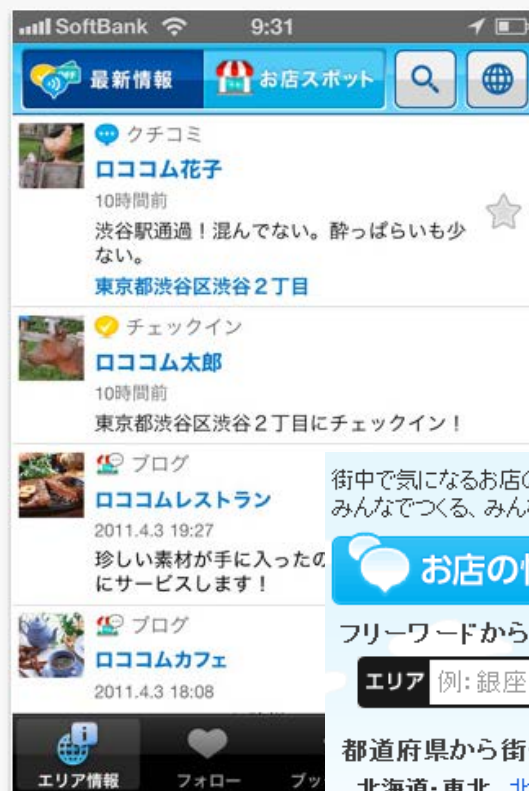 SoftBank 9:31
最新情報 お店スポット
クチコミ
ロココム花子
10時間前
渋谷駅通過！混んでない。酔っぱらいも少
ない。
東京都渋谷区渋谷２丁目
チェックイン
ロココム太郎
10時間前
東京都渋谷区渋谷２丁目にチェックイン！
ブログ
ロココムレストラン
2011.4.3 19:27
珍しい素材が手に入ったの
にサービスします！
ブログ
ロココムカフェ
2011.4.3 18:08
エリア情報 フォロー ブッ
街中で気になるお店の
みんなでつくる、みんな
お店の
フリーワードから
エリア 例：銀座
都道府県から街
北海道・東北